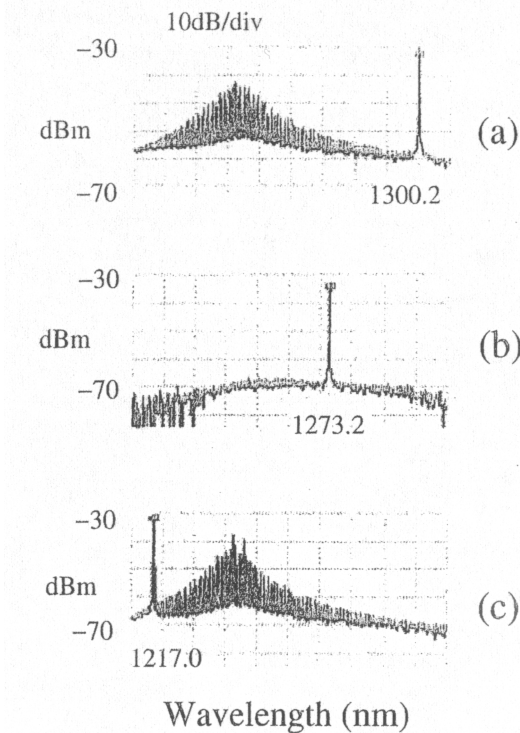 10dB/div
−30
dBm
(a)
−70
1300.2
−30
dBm
(b)
−70
1273.2
−30
dBm
(c)
−70
1217.0
Wavelength (nm)